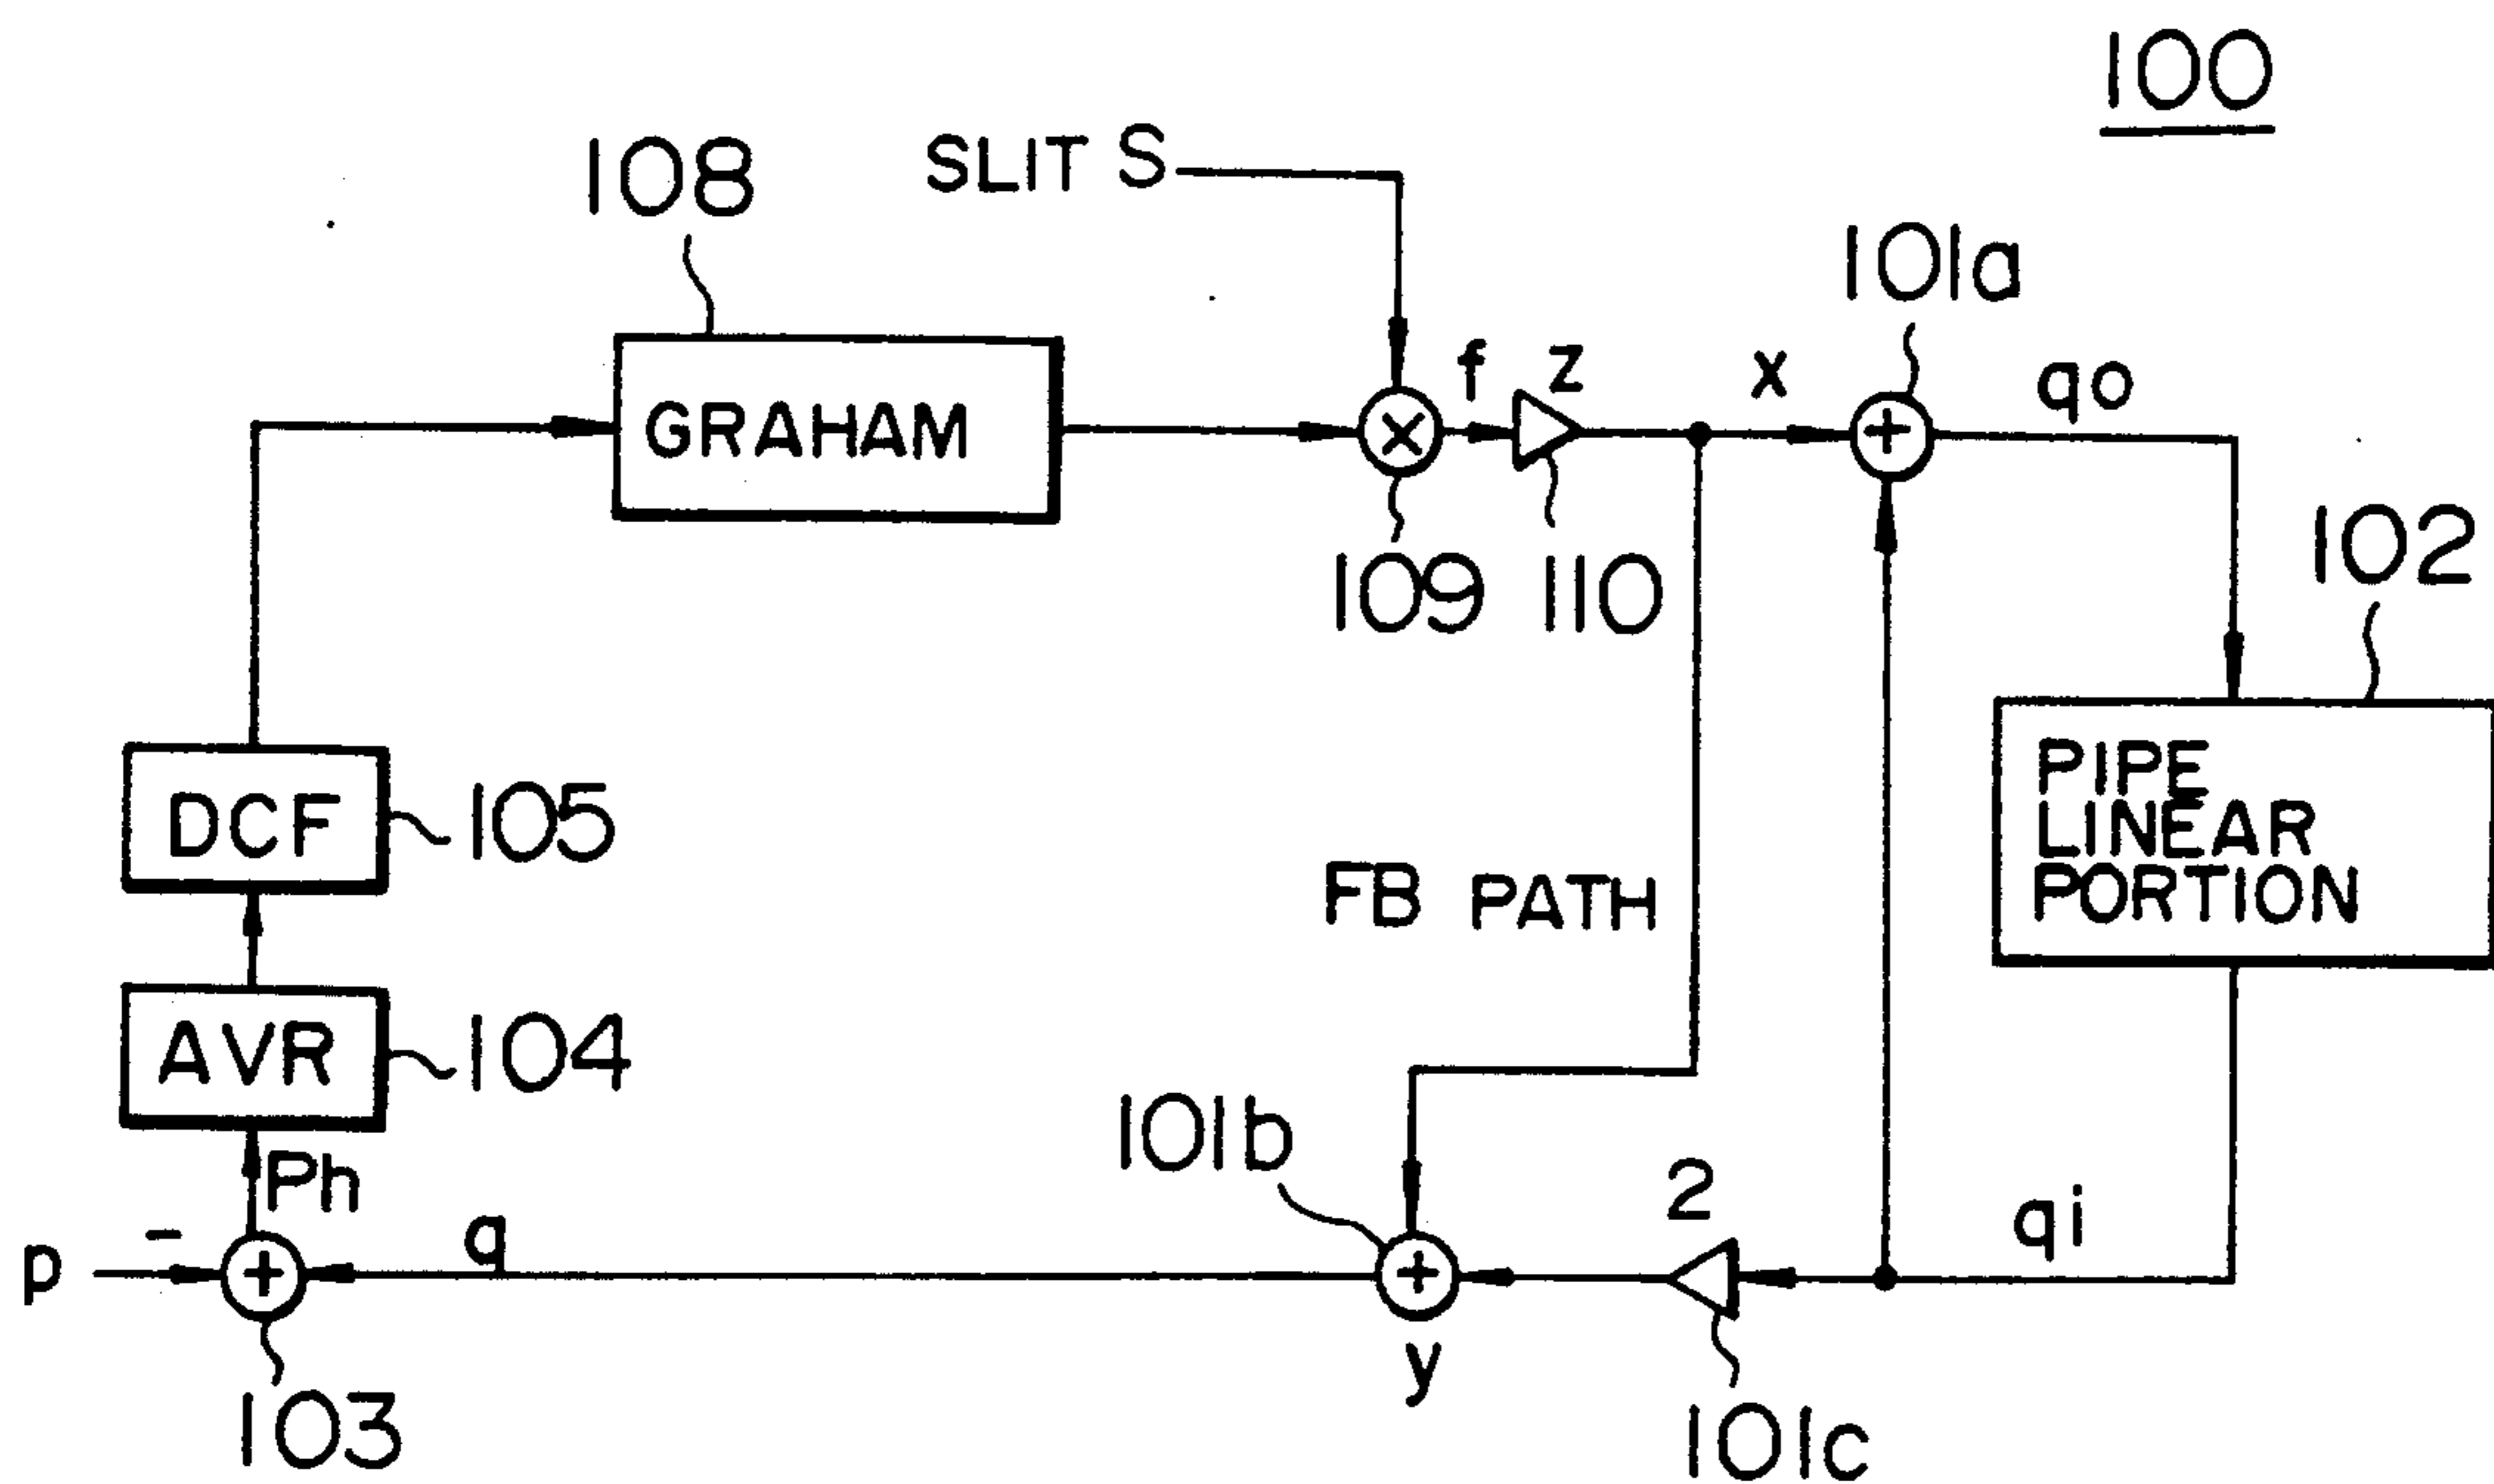 100
108
SLIT S
101a
f
z
x
qo
GRAHAM
102
109
110
PIPE
LINEAR
PORTION
DCF
105
FB PATH
AVR
104
101b
Ph
2
qi
-
q
p
y
103
101c